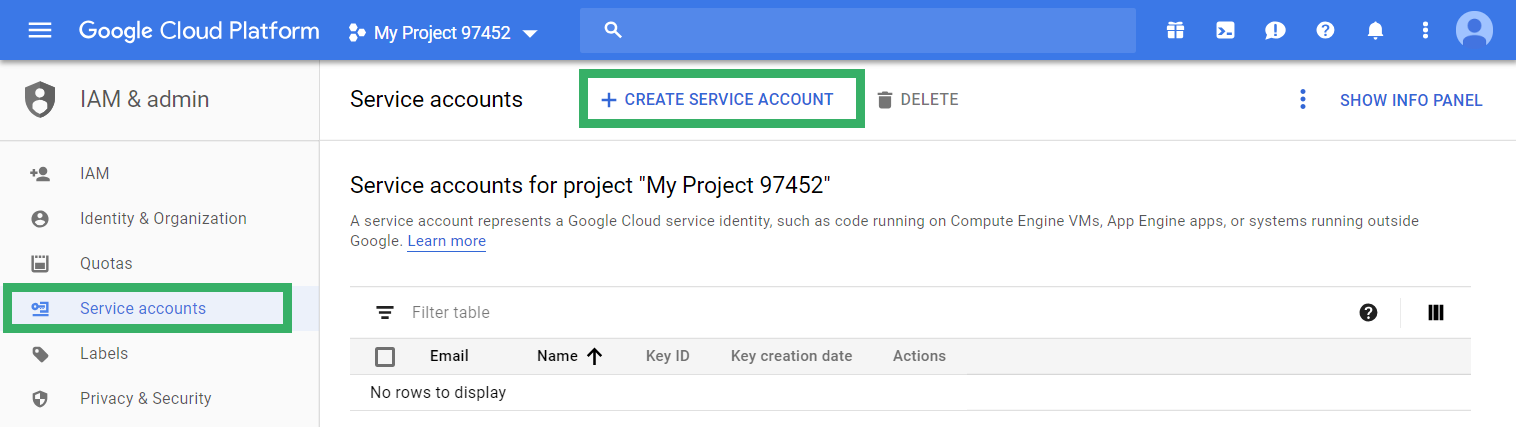 Google Cloud Platform
My Project 97452
IAM & admin
Service accounts
CREATE SERVICE ACCOUNT
DELETE
SHOW INFO PANEL
IAM
Identity & Organization
Quotas
Service accounts
Labels
Privacy & Security
Service accounts for project "My Project 97452"
A service account represents a Google Cloud service identity, such as code running on Compute Engine VMs, App Engine apps, or systems running outside
Google. Learn more
Filter table
Email Name Key ID Key creation date Actions
No rows to display